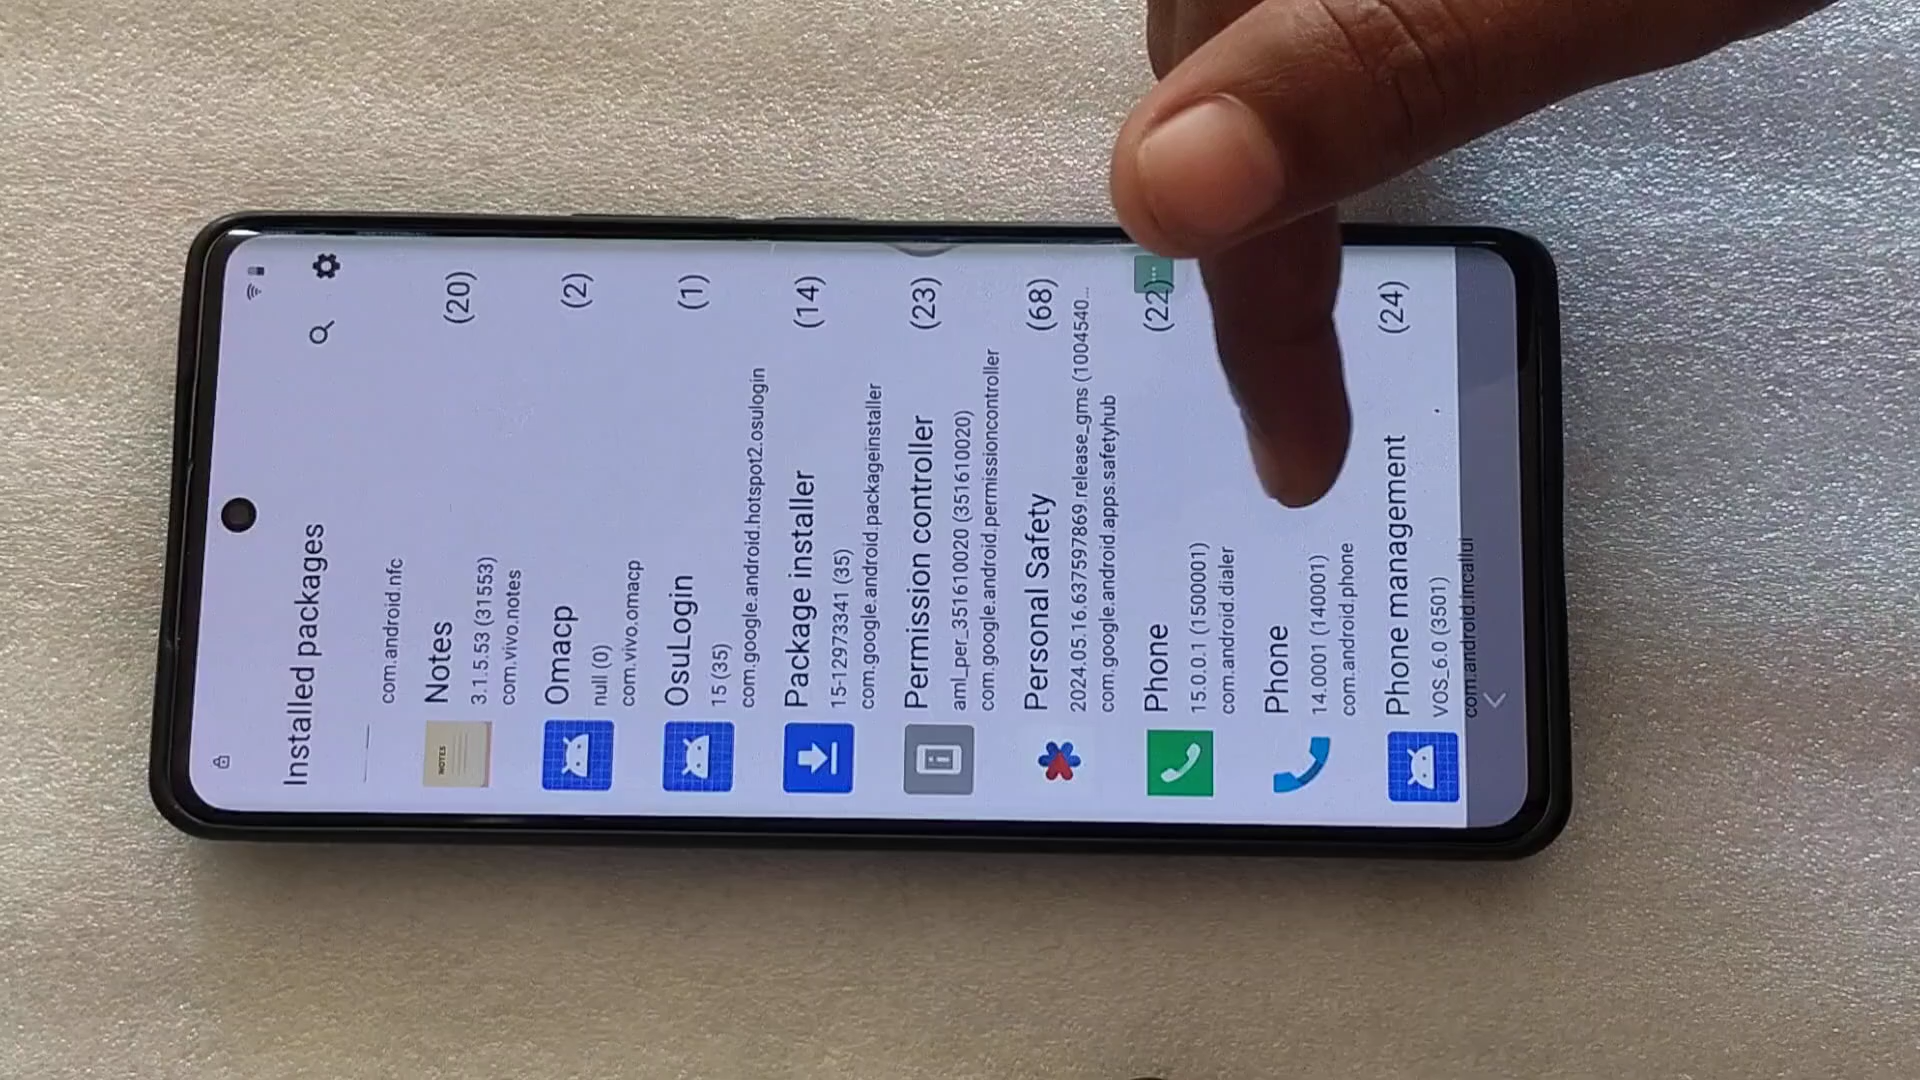 Installed packages
com.android.nfc
Notes (20)
3.1.5.53 (31553)
com.vivo.notes
NOTES
Omacp (2)
null (0)
com.vivo.omacp
OsuLogin (1)
15 (35)
com.google.android.hotspot2.osulogin
Package installer (14)
15-12973341 (35)
com.google.android.packageinstaller
Permission controller (23)
aml_per_351610020 (351610020)
com.google.android.permissioncontroller
Personal Safety (68)
2024.05.16.637597869.release_gms (1004540...
com.google.android.apps.safetyhub
Phone (22)
15.0.0.1 (1500001)
com.android.dialer
Phone
14.0001 (140001)
com.android.phone
Phone management (24)
VOS_6.0 (3501)
com.android.incallui